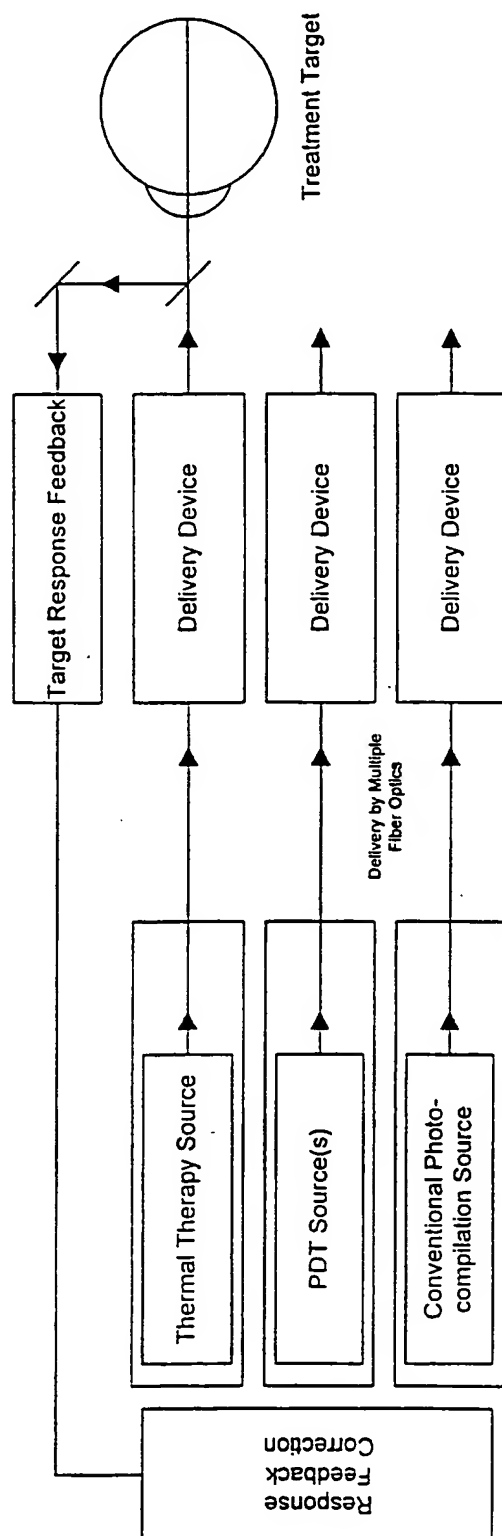 Response
Feedback
Correction
Thermal Therapy Source
PDT Source(s)
Conventional Photo-
compilation Source
Delivery by Multiple
Fiber Optics
Target Response Feedback
Delivery Device
Delivery Device
Delivery Device
Treatment Target